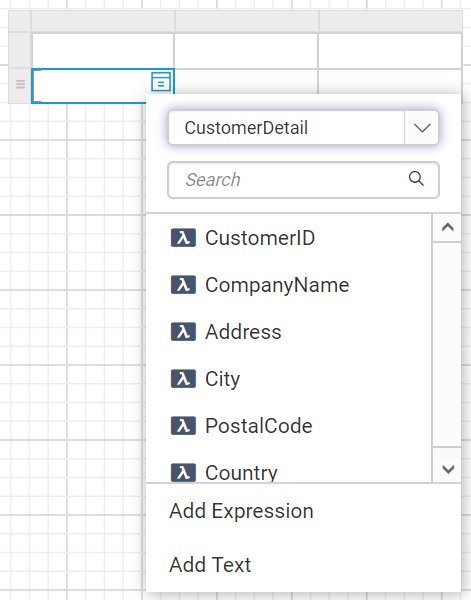 CustomerDetail
Search
λ CustomerID
λ CompanyName
λ Address
λ City
λ PostalCode
λ Country
Add Expression
Add Text